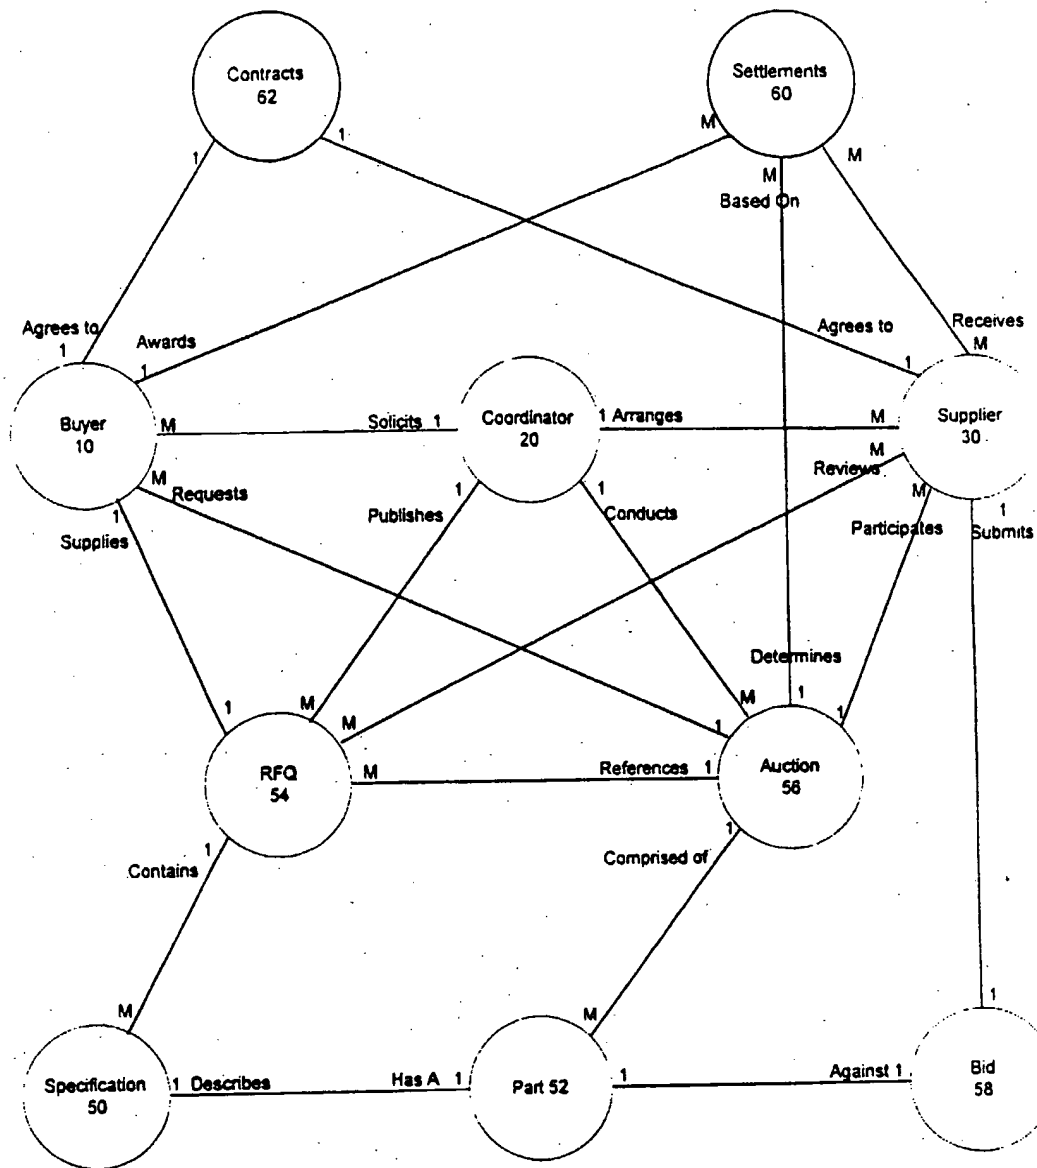 Contracts
62
Settlements
60
1
1
M
M
M
Based On
Agrees to
1
Awards
1
Agrees to
1
Receives
M
Buyer
10
M
Solicits 1
Coordinator
20
1 Arranges
M
Supplier
30
M
Requests
1
Supplies
Publishes
1
1
Conducts
Reviews
M
M
Participates
1
Submits
Determines
1
M
M
1
M
1
1
RFQ
54
M
References 1
Auction
56
1
Contains
Comprised of
1
M
M
1
Specification
50
1 Describes
Has A 1
Part 52
1
Against 1
Bid
58